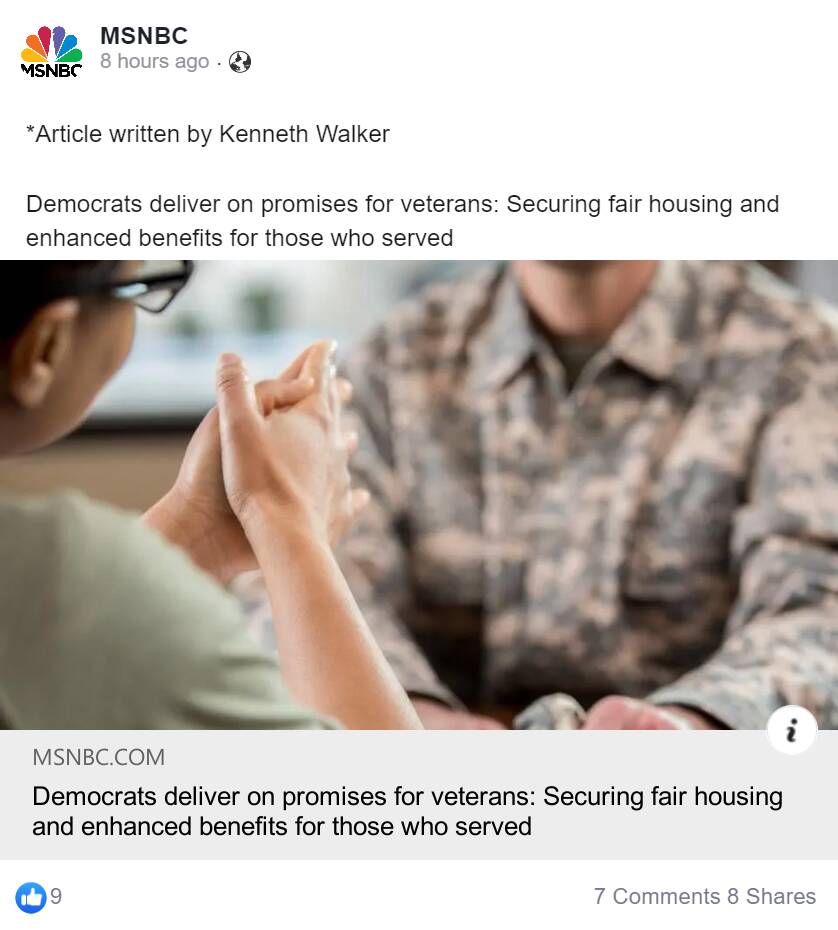 MSNBC
8 hours ago ·
MSNBC
*Article written by Kenneth Walker
Democrats deliver on promises for veterans: Securing fair housing and
enhanced benefits for those who served
i
MSNBC.COM
Democrats deliver on promises for veterans: Securing fair housing
and enhanced benefits for those who served
9
7 Comments 8 Shares